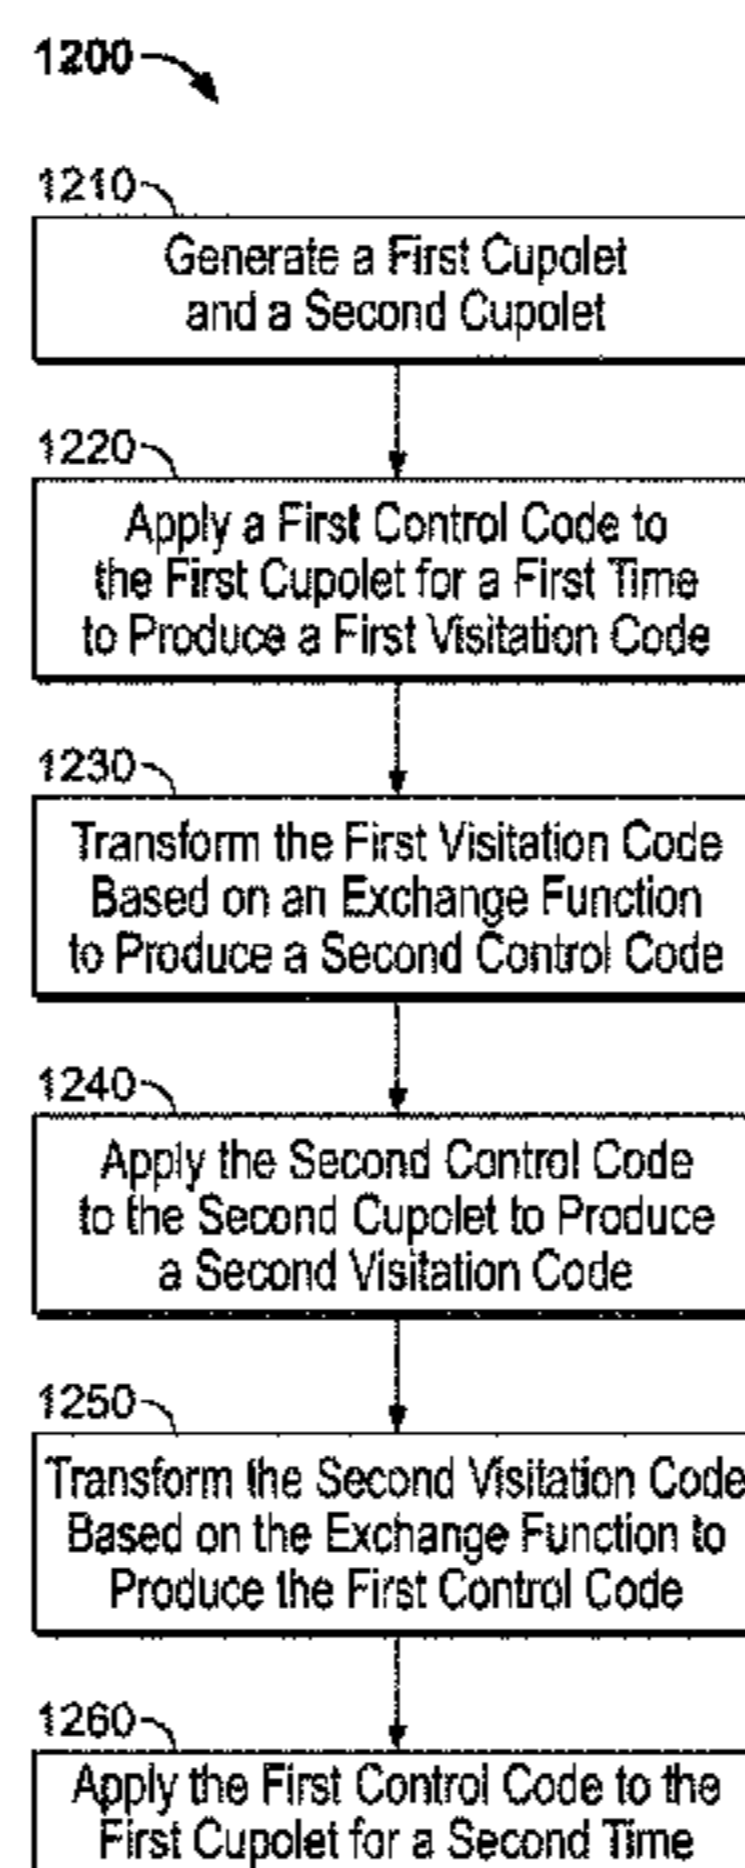 1200
1210
Generate a First Cupolet
and a Second Cupolet
1220
Apply a First Control Code to
the First Cupolet for a First Time
to Produce a First Visitation Code
1230
Transform the First Visitation Code
Based on an Exchange Function
to Produce a Second Control Code
1240
Apply the Second Control Code
to the Second Cupolet to Produce
a Second Visitation Code
1250
Transform the Second Visitation Code
Based on the Exchange Function to
Produce the First Control Code
1260
Apply the First Control Code to the
First Cupolet for a Second Time